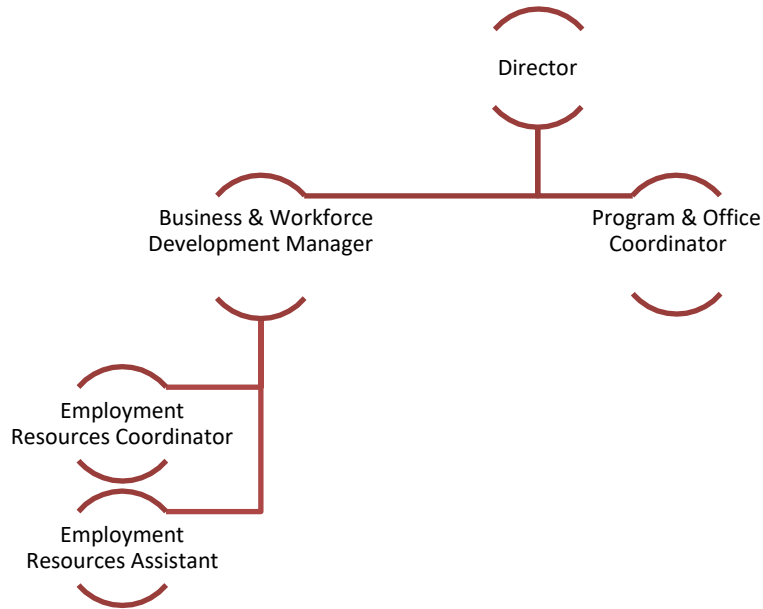 Director
Business & Workforce
Development Manager
Program & Office
Coordinator
Employment
Resources Coordinator
Employment
Resources Assistant